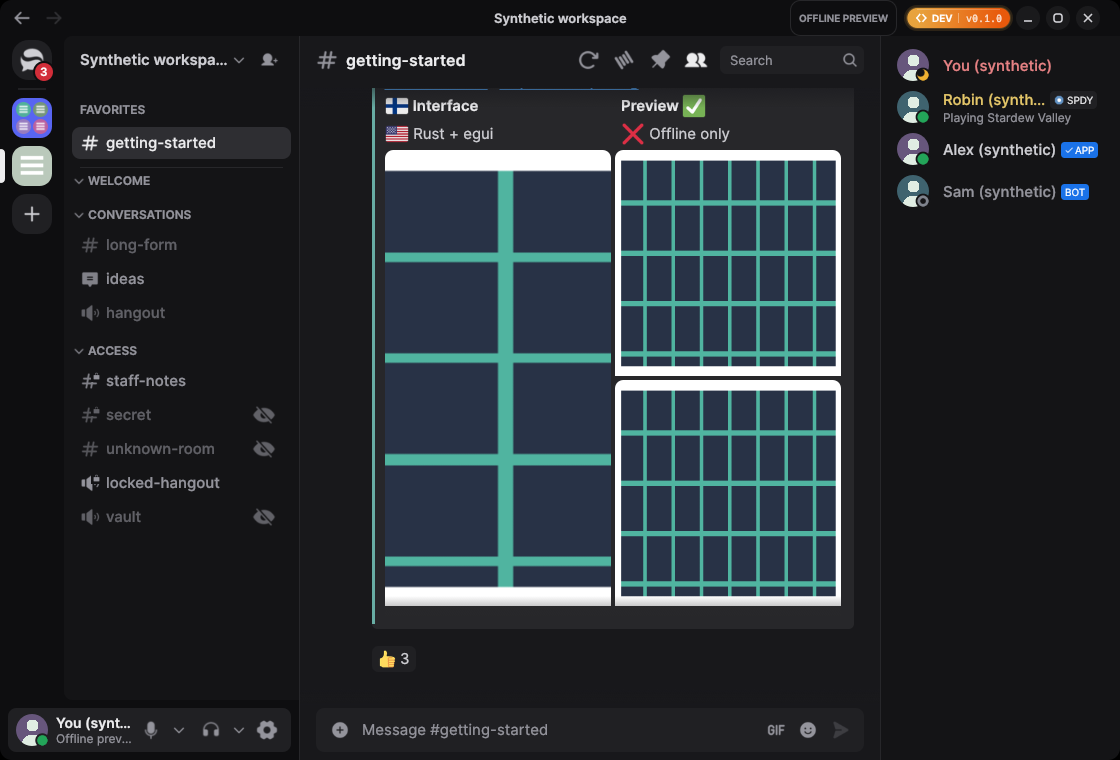 Synthetic workspace
OFFLINE PREVIEW
DEV v0.1.0
3
Synthetic workspa...
FAVORITES
getting-started
WELCOME
CONVERSATIONS
long-form
ideas
hangout
ACCESS
staff-notes
secret
unknown-room
locked-hangout
vault
You (synt...
Offline prev...
# getting-started
Search
Interface
Preview
Rust + egui
Offline only
3
Message #getting-started
GIF
You (synthetic)
Robin (synth... SPDY
Playing Stardew Valley
Alex (synthetic) APP
Sam (synthetic) BOT